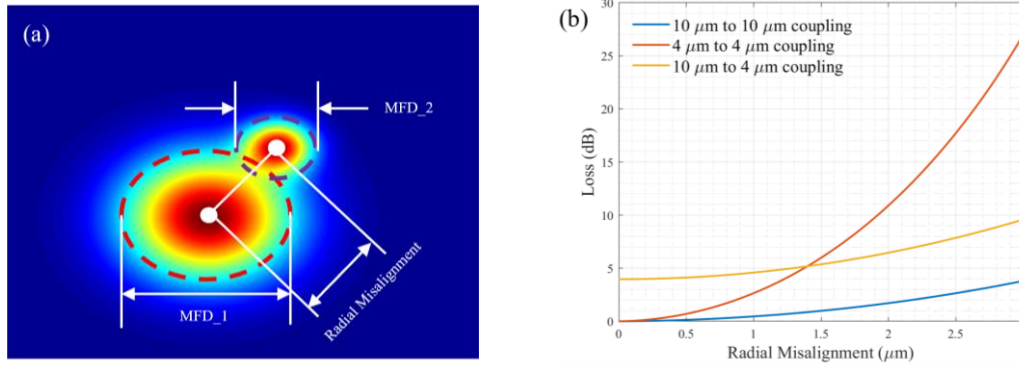 (a)
MFD_2
MFD_1
Radial Misalignment
(b)
10 μm to 10 μm coupling
4 μm to 4 μm coupling
10 μm to 4 μm coupling
Loss (dB)
30
25
20
15
10
5
0
0 0.5 1 1.5 2 2.5
Radial Misalignment (μm)